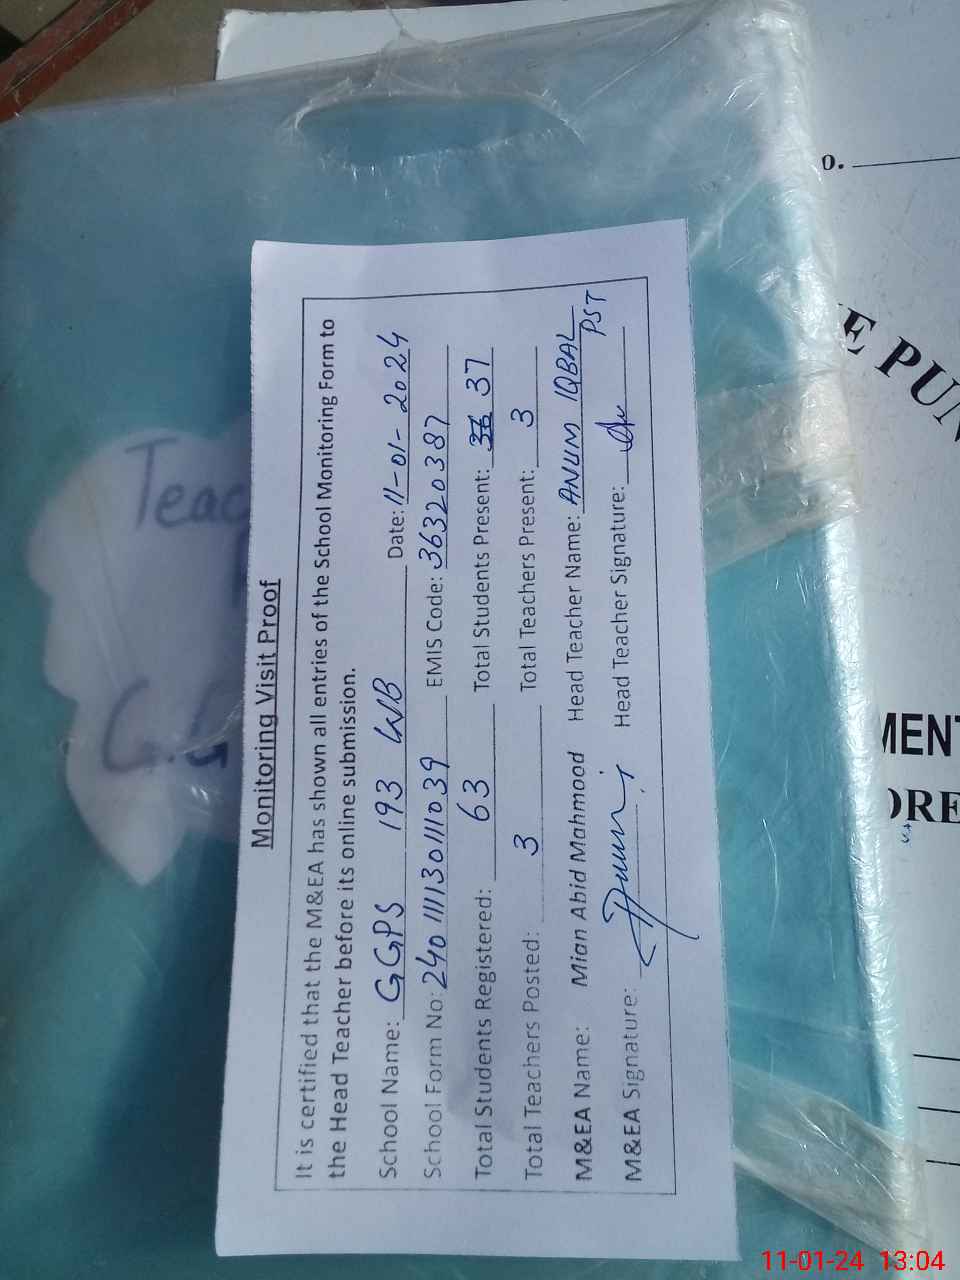 Monitoring Visit Proof
It is certified that the M&EA has shown all entries of the School Monitoring Form to
the Head Teacher before its online submission.
School Name: GGPS 193 WB Date: 11-01-2024
School Form No: 240111130111039 EMIS Code: 36320387
Total Students Registered: 63 Total Students Present: 37
Total Teachers Posted: 3 Total Teachers Present: 3
M&EA Name: Mian Abid Mahmood Head Teacher Name: ANUM IQBAL
M&EA Signature: Head Teacher Signature: PST
Teac
G.G
o.
E PUN
MENT
ORE
11-01-24 13:04